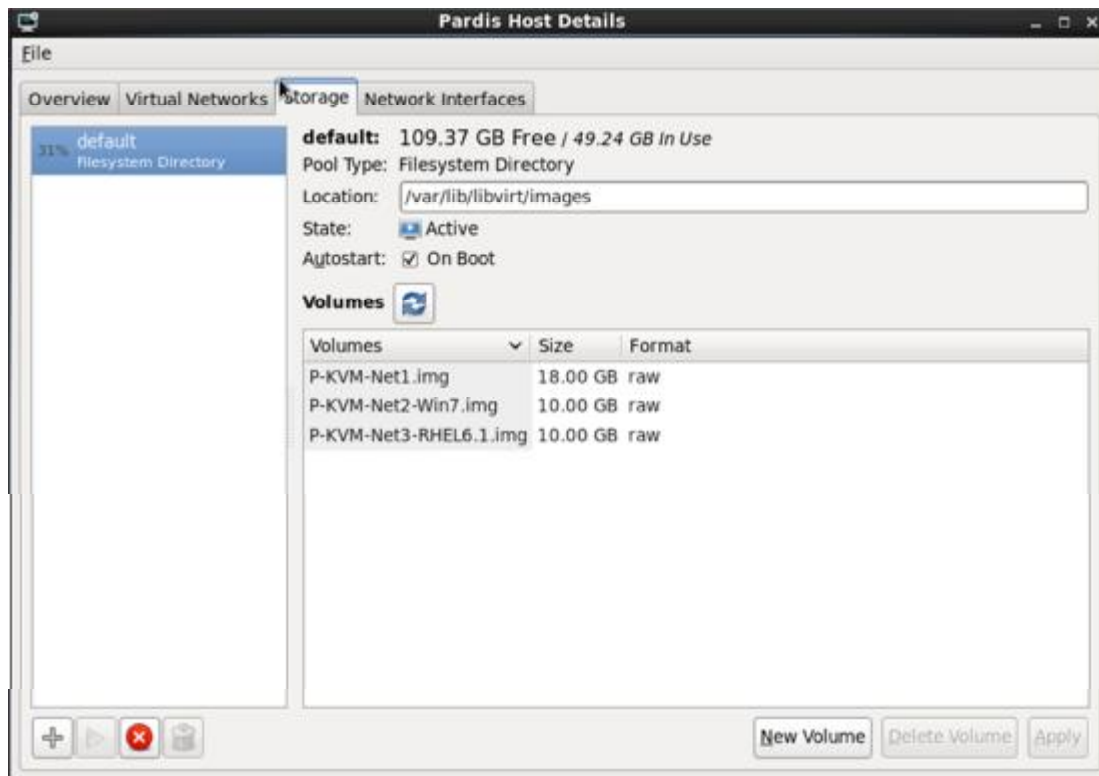 Pardis Host Details
File
Overview Virtual Networks Storage Network Interfaces
31% default
Filesystem Directory
default: 109.37 GB Free / 49.24 GB In Use
Pool Type: Filesystem Directory
Location: /var/lib/libvirt/images
State: Active
Autostart: On Boot
Volumes
Volumes Size Format
P-KVM-Net1.img 18.00 GB raw
P-KVM-Net2-Win7.img 10.00 GB raw
P-KVM-Net3-RHEL6.1.img 10.00 GB raw
New Volume Delete Volume Apply